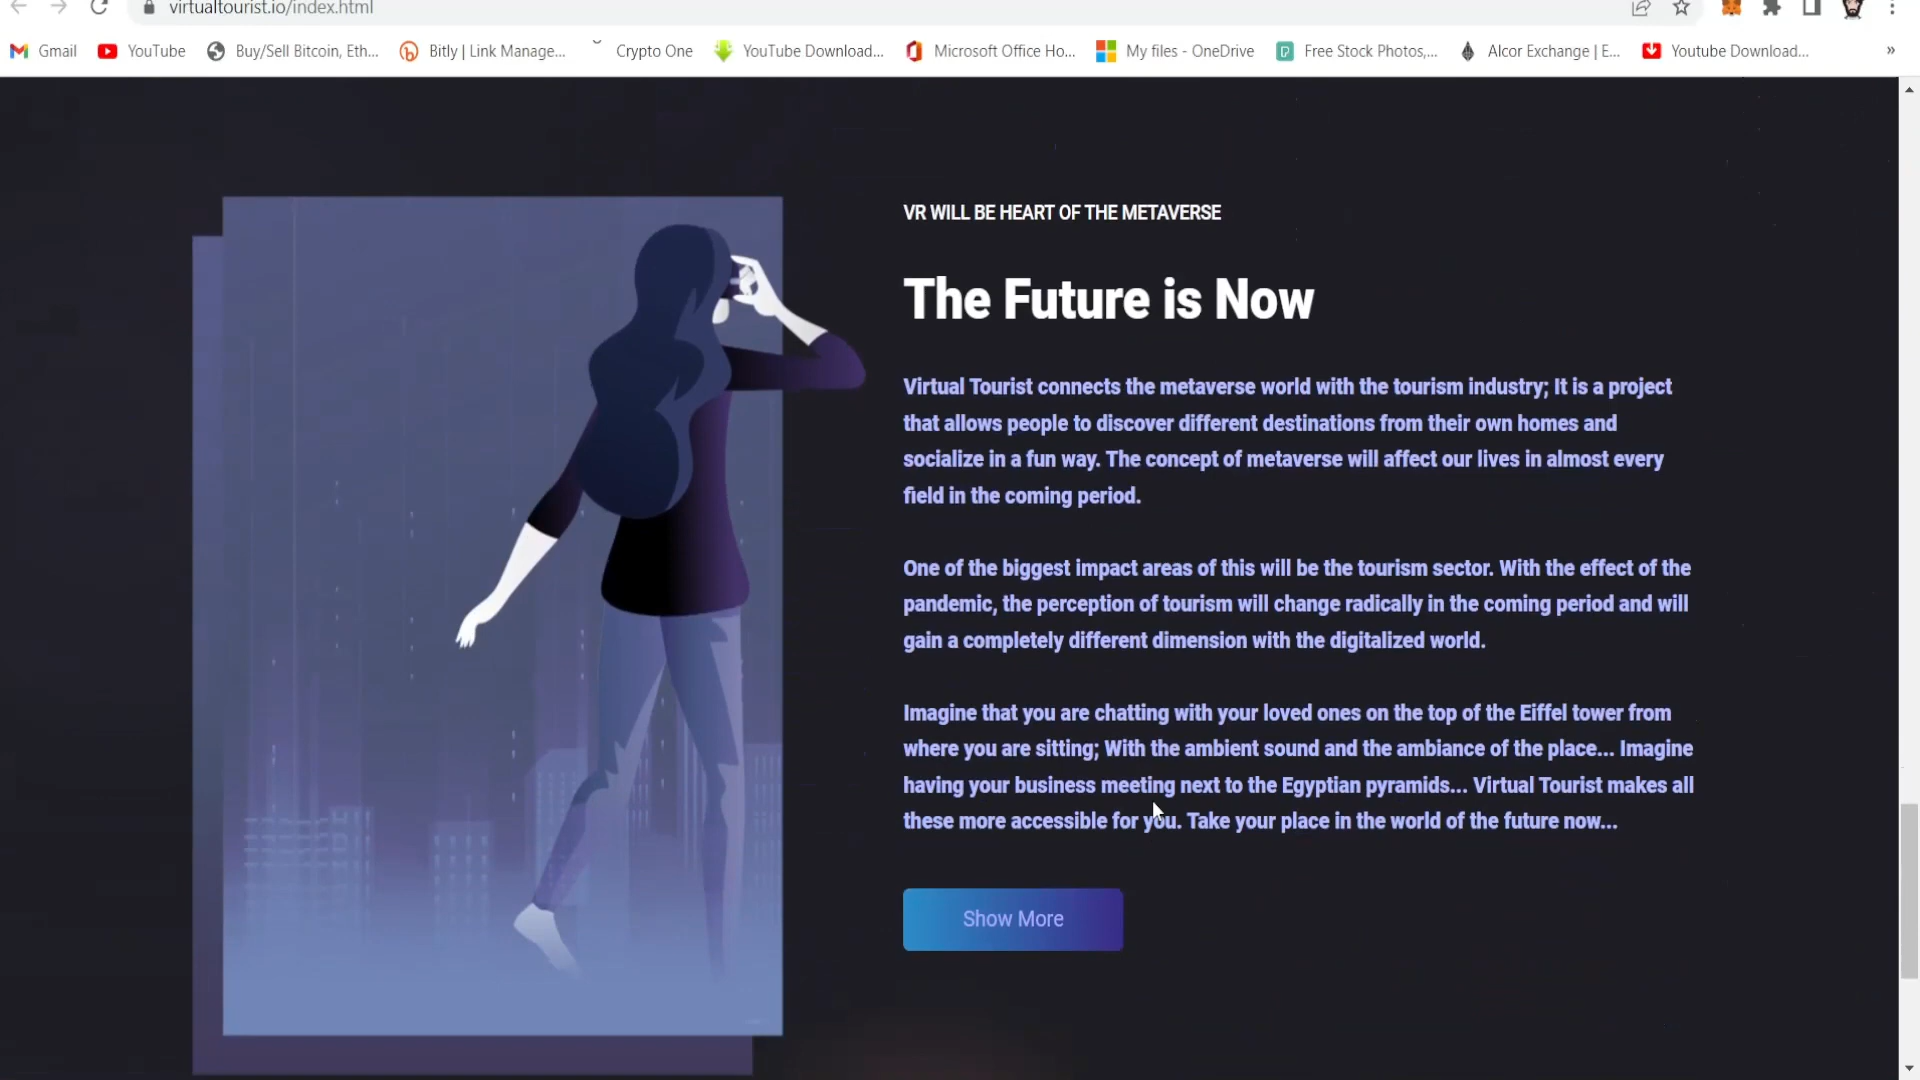 virtualtourist.io/index.html
Gmail YouTube Buy/Sell Bitcoin, Eth... Bitly | Link Manage... Crypto One YouTube Download... Microsoft Office Ho... My files - OneDrive Free Stock Photos,... Alcor Exchange | E... Youtube Download... »
VR WILL BE HEART OF THE METAVERSE
The Future is Now
Virtual Tourist connects the metaverse world with the tourism industry; It is a project
that allows people to discover different destinations from their own homes and
socialize in a fun way. The concept of metaverse will affect our lives in almost every
field in the coming period.
One of the biggest impact areas of this will be the tourism sector. With the effect of the
pandemic, the perception of tourism will change radically in the coming period and will
gain a completely different dimension with the digitalized world.
Imagine that you are chatting with your loved ones on the top of the Eiffel tower from
where you are sitting; With the ambient sound and the ambiance of the place... Imagine
having your business meeting next to the Egyptian pyramids... Virtual Tourist makes all
these more accessible for you. Take your place in the world of the future now...
Show More